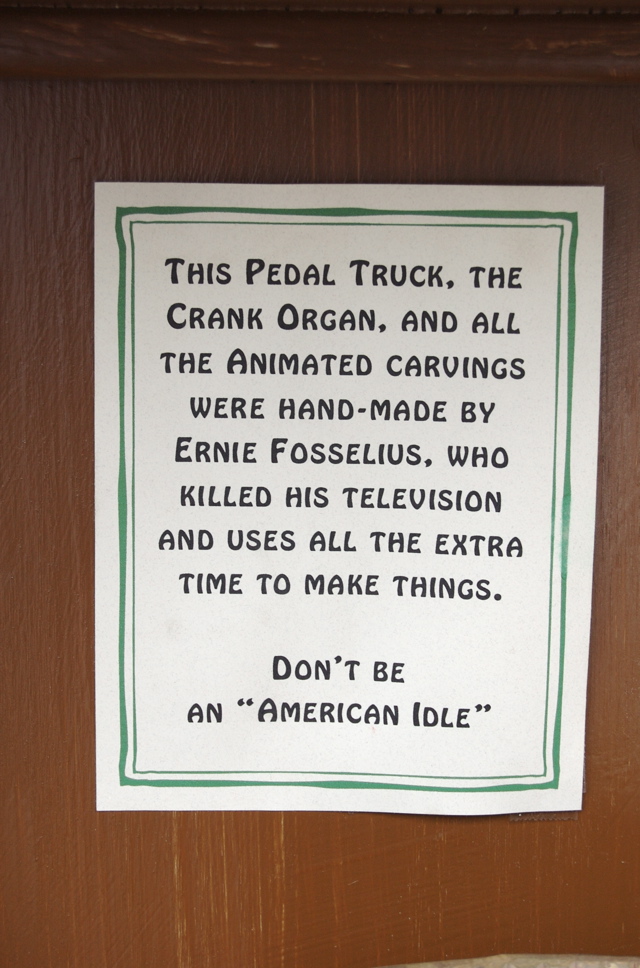 This Pedal Truck, the
Crank Organ, and all
the Animated carvings
were hand-made by
Ernie Fosselius, who
killed his television
and uses all the extra
time to make things.
Don't be
an "American Idle"